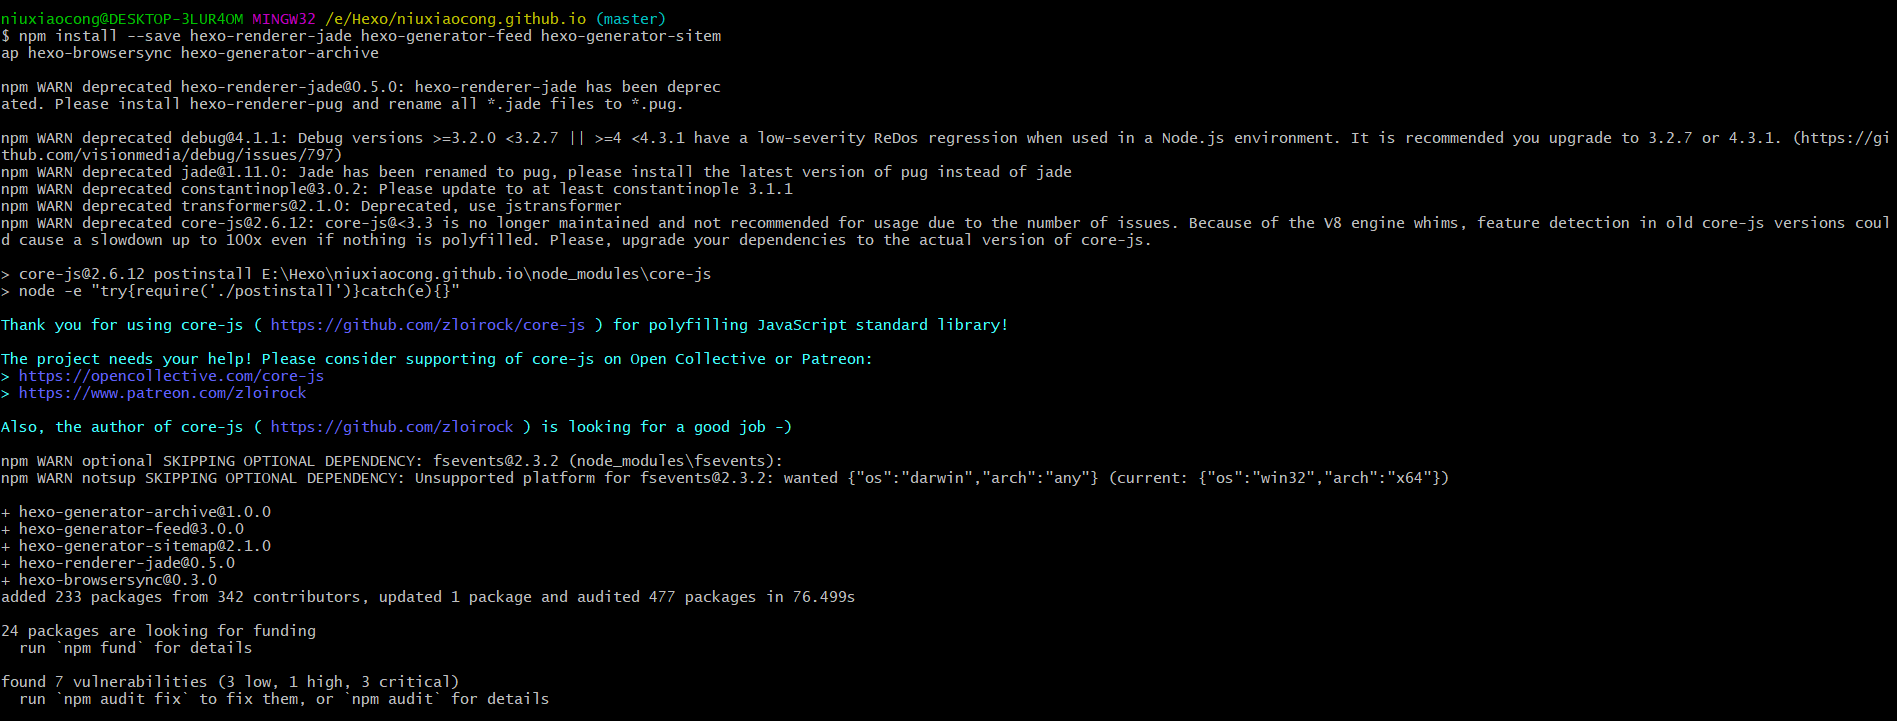 niuxiaocong@DESKTOP-3LUR4OM MINGW32 /e/Hexo/niuxiaocong.github.io (master)
$ npm install --save hexo-renderer-jade hexo-generator-feed hexo-generator-sitem
ap hexo-browsersync hexo-generator-archive
npm WARN deprecated hexo-renderer-jade@0.5.0: hexo-renderer-jade has been deprec
ated. Please install hexo-renderer-pug and rename all *.jade files to *.pug.
npm WARN deprecated debug@4.1.1: Debug versions >=3.2.0 <3.2.7 || >=4 <4.3.1 have a low-severity ReDos regression when used in a Node.js environment. It is recommended you upgrade to 3.2.7 or 4.3.1. (https://gi
thub.com/visionmedia/debug/issues/797)
npm WARN deprecated jade@1.11.0: Jade has been renamed to pug, please install the latest version of pug instead of jade
npm WARN deprecated constantinople@3.0.2: Please update to at least constantinople 3.1.1
npm WARN deprecated transformers@2.1.0: Deprecated, use jstransformer
npm WARN deprecated core-js@2.6.12: core-js@<3.3 is no longer maintained and not recommended for usage due to the number of issues. Because of the V8 engine whims, feature detection in old core-js versions coul
d cause a slowdown up to 100x even if nothing is polyfilled. Please, upgrade your dependencies to the actual version of core-js.
> core-js@2.6.12 postinstall E:\Hexo\niuxiaocong.github.io\node_modules\core-js
> node -e "try{require('./postinstall')}catch(e){}"
Thank you for using core-js ( https://github.com/zloirock/core-js ) for polyfilling JavaScript standard library!
The project needs your help! Please consider supporting of core-js on Open Collective or Patreon:
> https://opencollective.com/core-js
> https://www.patreon.com/zloirock
Also, the author of core-js ( https://github.com/zloirock ) is looking for a good job -)
npm WARN optional SKIPPING OPTIONAL DEPENDENCY: fsevents@2.3.2 (node_modules\fsevents):
npm WARN notsup SKIPPING OPTIONAL DEPENDENCY: Unsupported platform for fsevents@2.3.2: wanted {"os":"darwin","arch":"any"} (current: {"os":"win32","arch":"x64"})
+ hexo-generator-archive@1.0.0
+ hexo-generator-feed@3.0.0
+ hexo-generator-sitemap@2.1.0
+ hexo-renderer-jade@0.5.0
+ hexo-browsersync@0.3.0
added 233 packages from 342 contributors, updated 1 package and audited 477 packages in 76.499s
24 packages are looking for funding
run `npm fund` for details
found 7 vulnerabilities (3 low, 1 high, 3 critical)
run `npm audit fix` to fix them, or `npm audit` for details